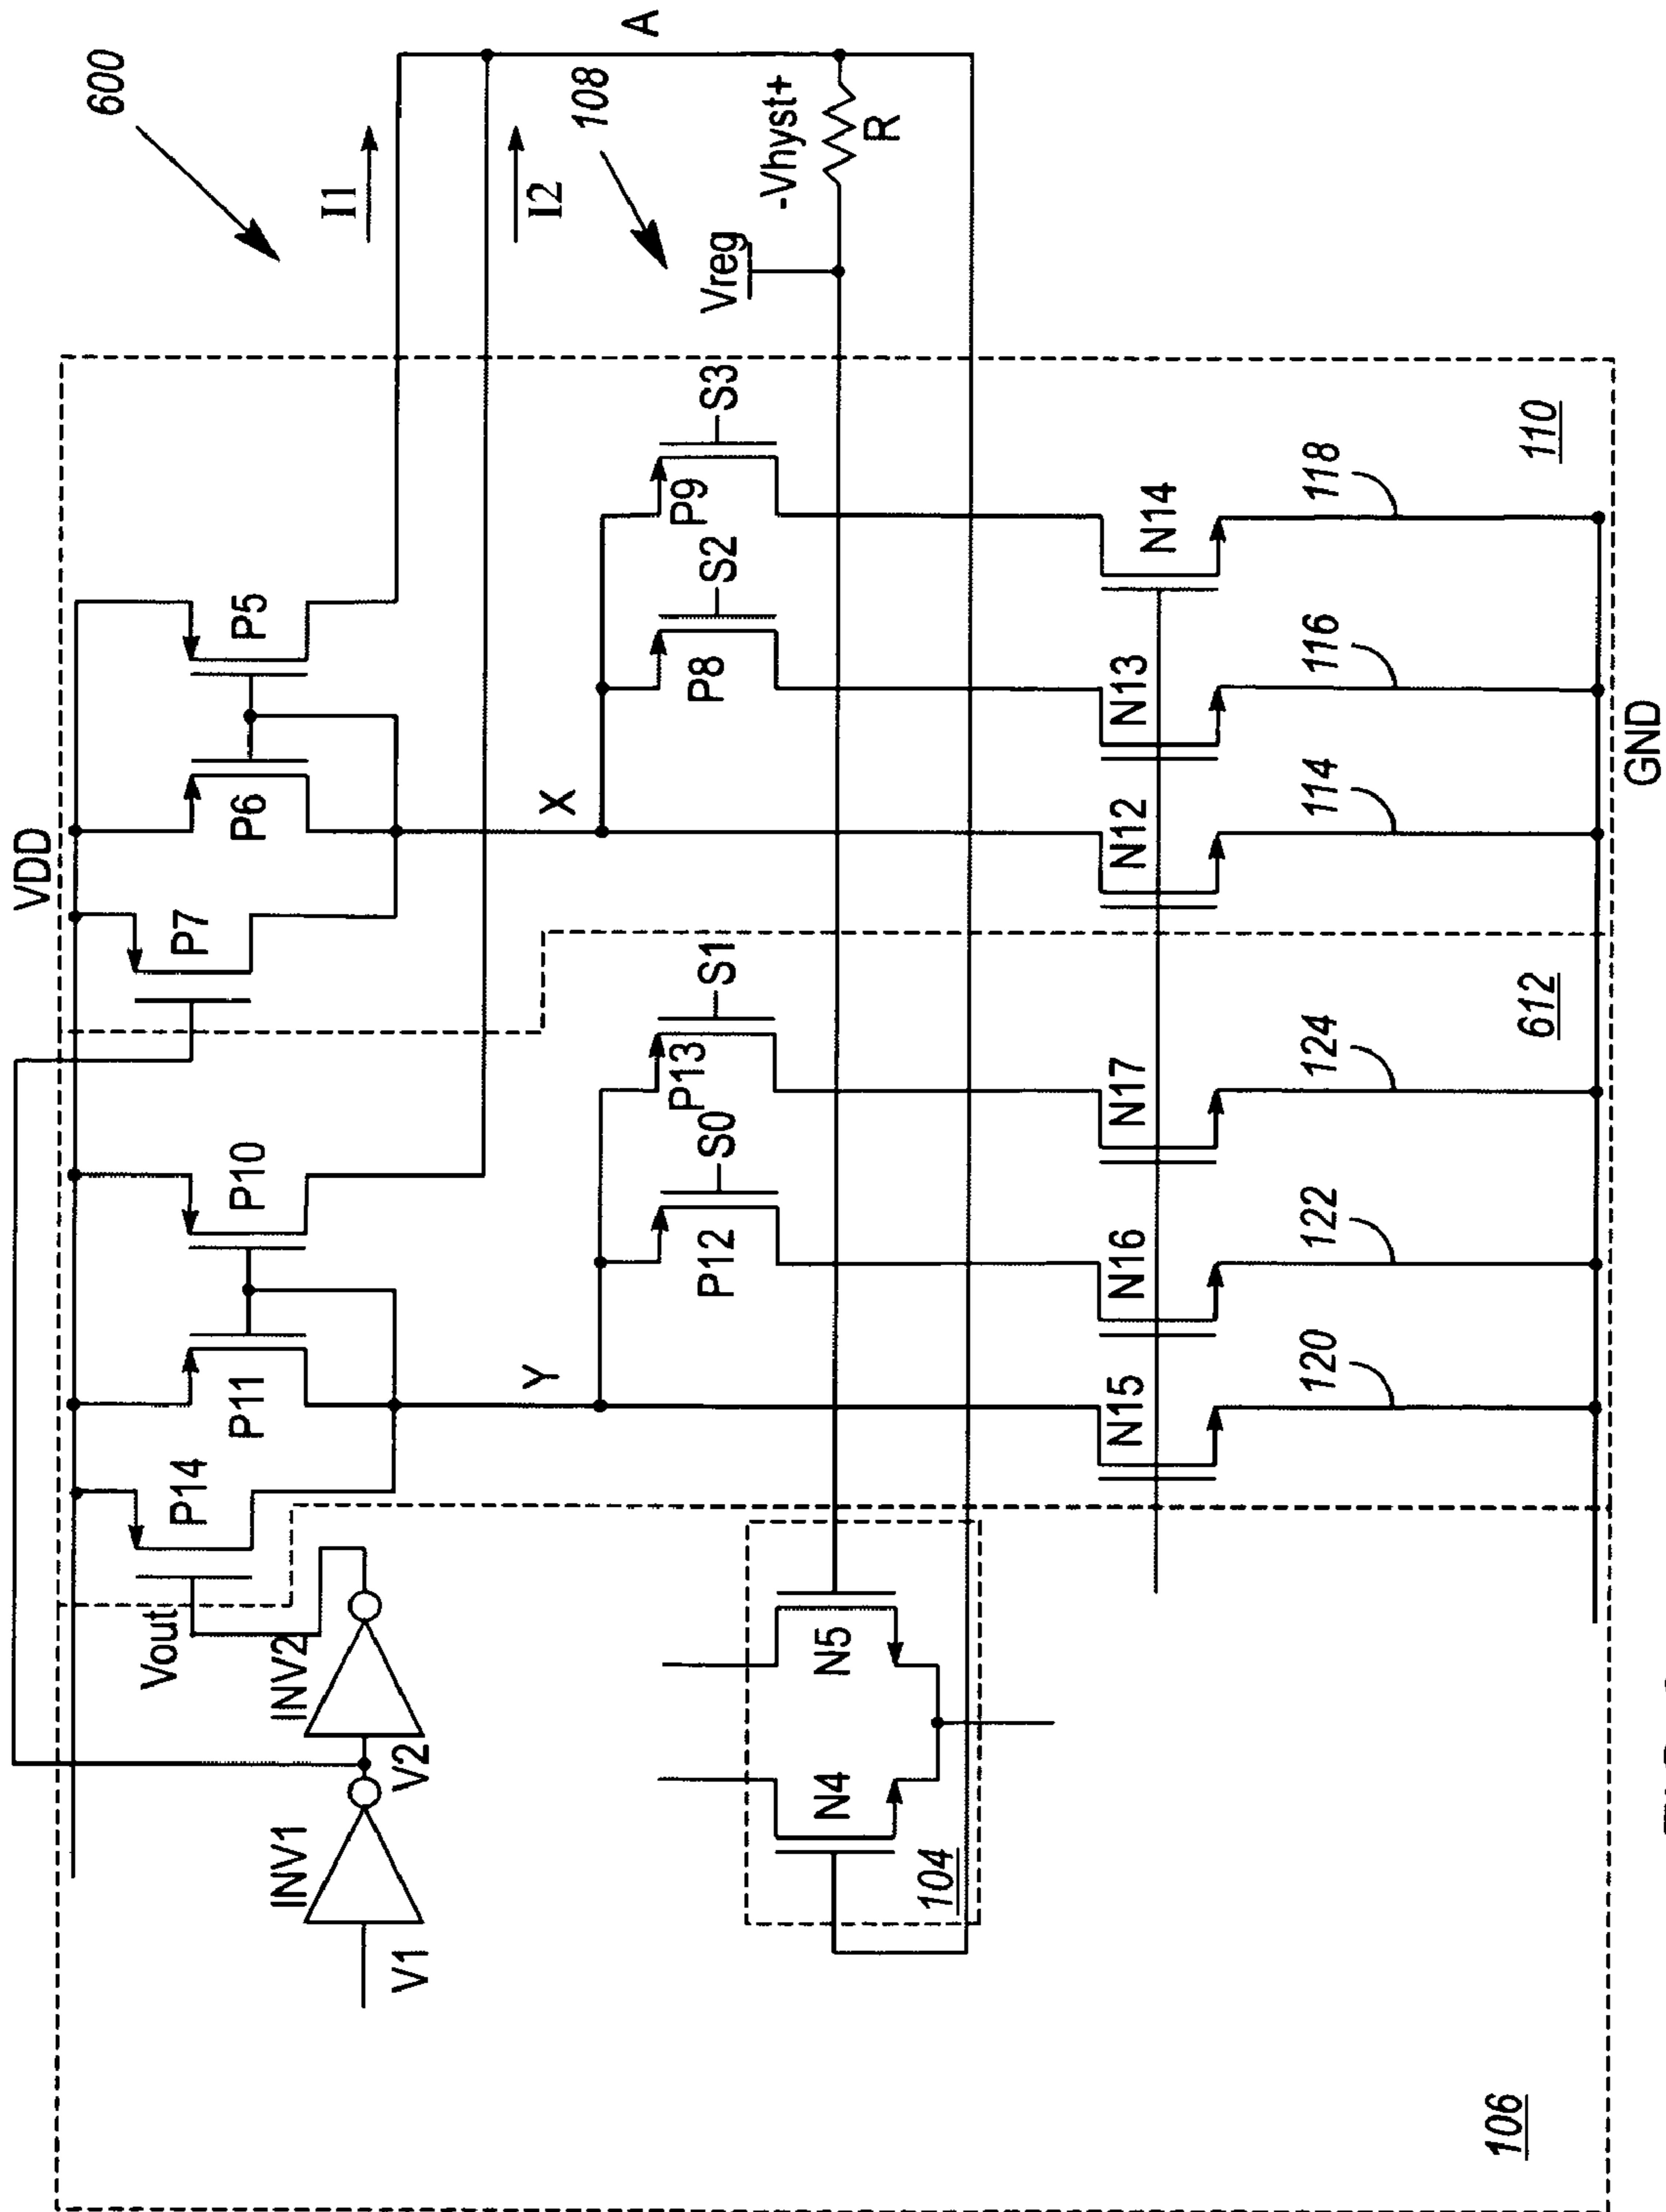 600
A
I1
I2
108
-Vhyst+
R
Vreg
VDD
P7
P6
P5
P14
P11
P10
Vout
INV1
INV2
V1
V2
X
Y
S3
P9
S2
P8
S1
P13
S0
P12
N5
N4
104
N12
N13
N14
N15
N16
N17
114
116
118
120
122
124
110
612
106
GND